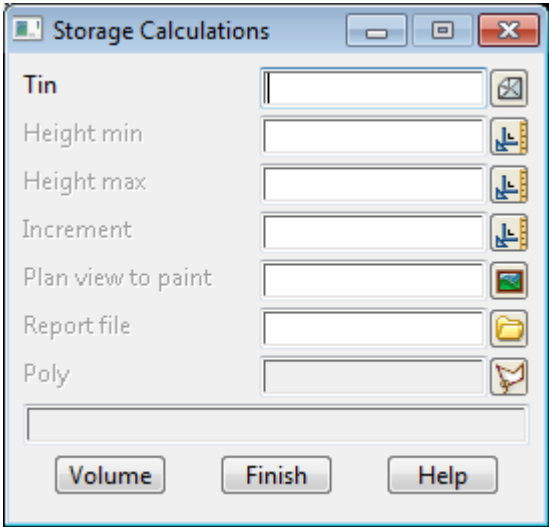 Storage Calculations
Tin
Height min
Height max
Increment
Plan view to paint
Report file
Poly
Volume Finish Help